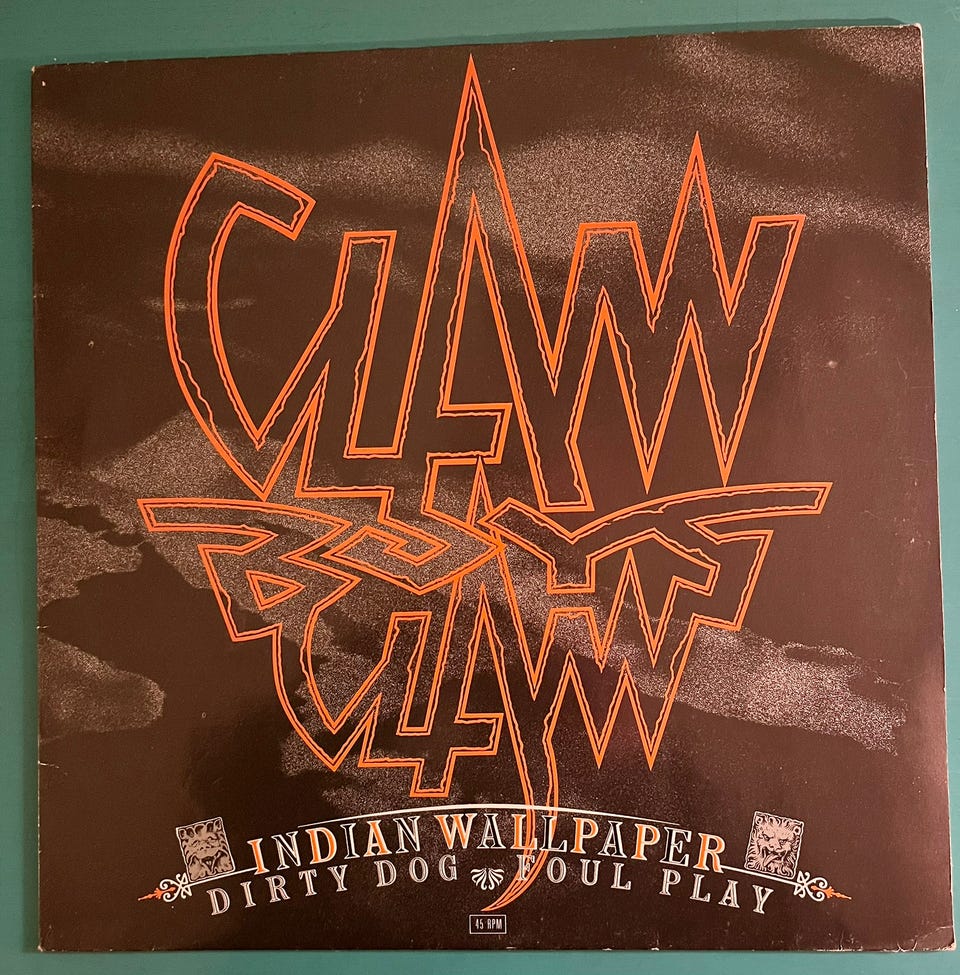 CLAW
BOYS
CLAW
INDIAN WALLPAPER
DIRTY DOG FOUL PLAY
45 RPM